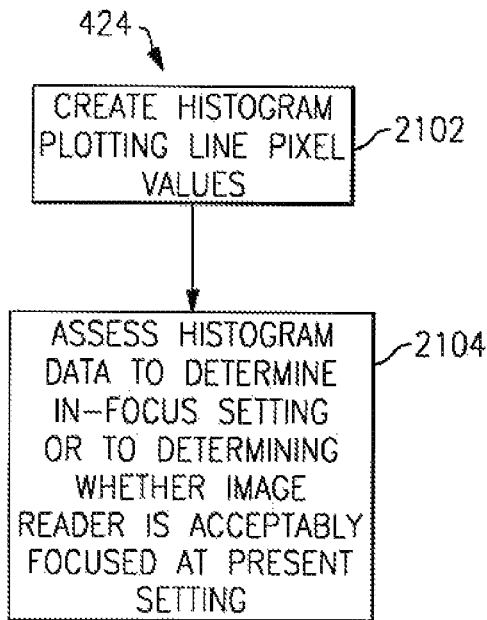 424
CREATE HISTOGRAM
PLOTTING LINE PIXEL
VALUES
2102
ASSESS HISTOGRAM
DATA TO DETERMINE
IN-FOCUS SETTING
OR TO DETERMINING
WHETHER IMAGE
READER IS ACCEPTABLY
FOCUSED AT PRESENT
SETTING
2104